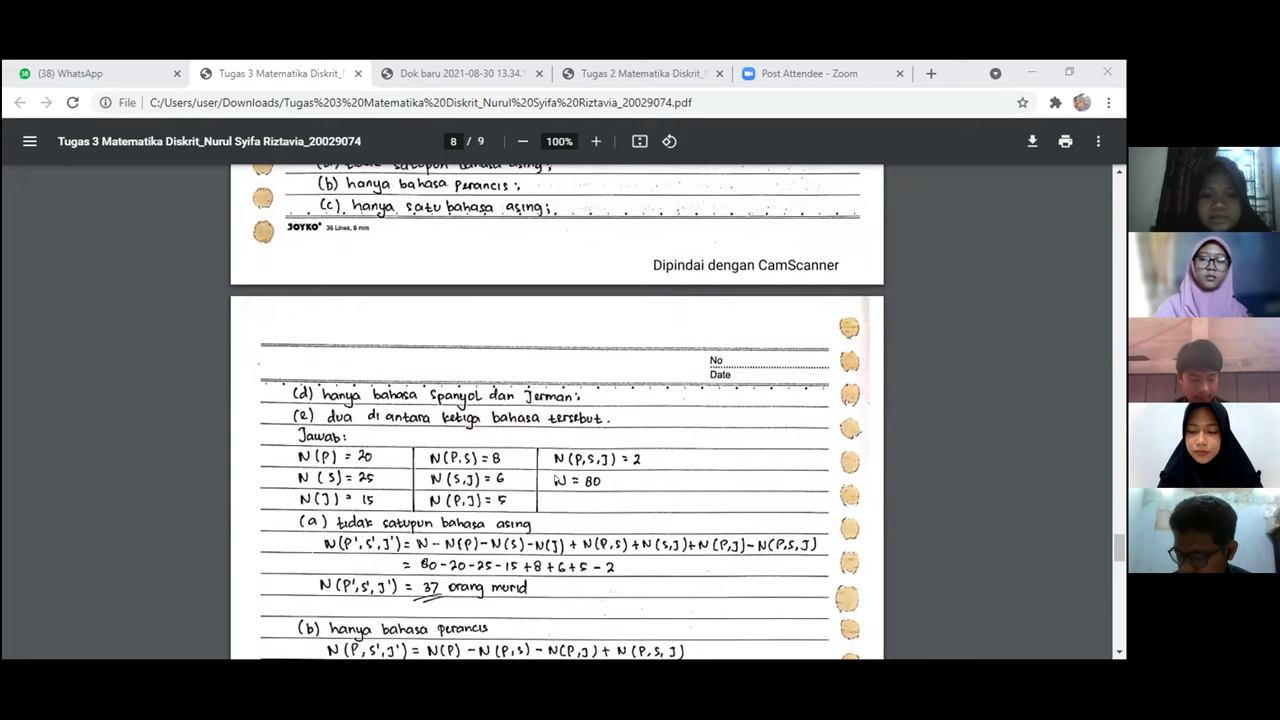 (38) WhatsApp
Tugas 3 Matematika Diskrit_N
Dok baru 2021-08-30 13.34.
Tugas 2 Matematika Diskrit_N
Post Attendee - Zoom
File
C:/Users/user/Downloads/Tugas%203%20Matematika%20Diskrit_Nurul%20Syifa%20Riztavia_20029074.pdf
Tugas 3 Matematika Diskrit_Nurul Syifa Riztavia_20029074
8 / 9
100%
satupun bahasa asing;
(b) hanya bahasa perancis;
(c) hanya satu bahasa asing;
JOYKO® 36 Lines, 6 mm
Dipindai dengan CamScanner
No
Date
(d) hanya bahasa spanyol dan jerman;
(e) dua di antara ketiga bahasa tersebut.
Jawab:
N(P) = 20 N(P,S) = 8 N(P,S,J) = 2
N(S) = 25 N(S,J) = 6 N = 80
N(J) = 15 N(P,J) = 5
(a) tidak satupun bahasa asing
N(P',S',J') = N - N(P) - N(S) - N(J) + N(P,S) + N(S,J) + N(P,J) - N(P,S,J)
= 80 - 20 - 25 - 15 + 8 + 6 + 5 - 2
N(P',S',J') = 37 orang murid
(b) hanya bahasa perancis
N(P,S',J') = N(P) - N(P,S) - N(P,J) + N(P,S,J)